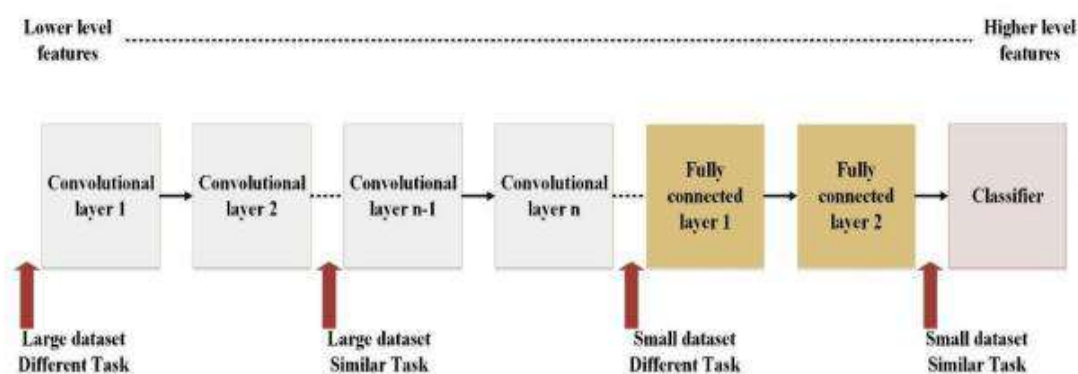 Lower level
features
Higher level
features
Convolutional
layer 1
Convolutional
layer 2
Convolutional
layer n-1
Convolutional
layer n
Fully
connected
layer 1
Fully
connected
layer 2
Classifier
Large dataset
Different Task
Large dataset
Similar Task
Small dataset
Different Task
Small dataset
Similar Task